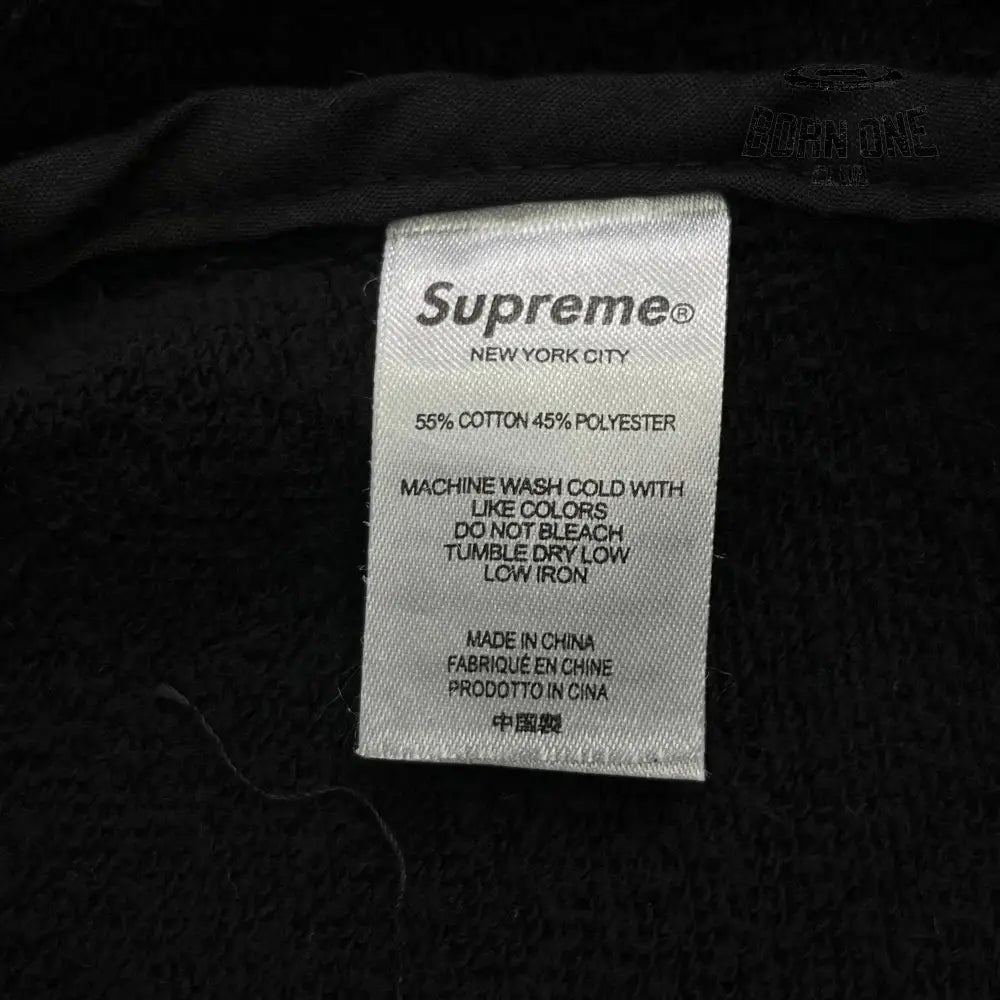 BORN ONE
CLUB
Supreme®
NEW YORK CITY
55% COTTON 45% POLYESTER
MACHINE WASH COLD WITH
LIKE COLORS
DO NOT BLEACH
TUMBLE DRY LOW
LOW IRON
MADE IN CHINA
FABRIQUÉ EN CHINE
PRODOTTO IN CINA
中國製